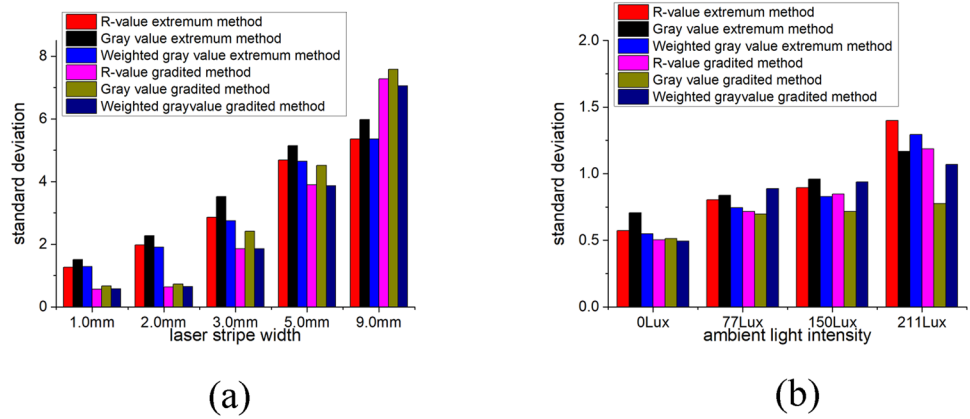 R-value extremum method
Gray value extremum method
Weighted gray value extremum method
R-value gradited method
Gray value gradited method
Weighted grayvalue gradited method
8
6
4
2
0
standard deviation
1.0mm 2.0mm 3.0mm 5.0mm 9.0mm
laser stripe width
(a)
R-value extremum method
Gray value extremum method
Weighted gray value extremum method
R-value gradited method
Gray value gradited method
Weighted grayvalue gradited method
2.0
1.5
1.0
0.5
0.0
standard deviation
0Lux 77Lux 150Lux 211Lux
ambient light intensity
(b)